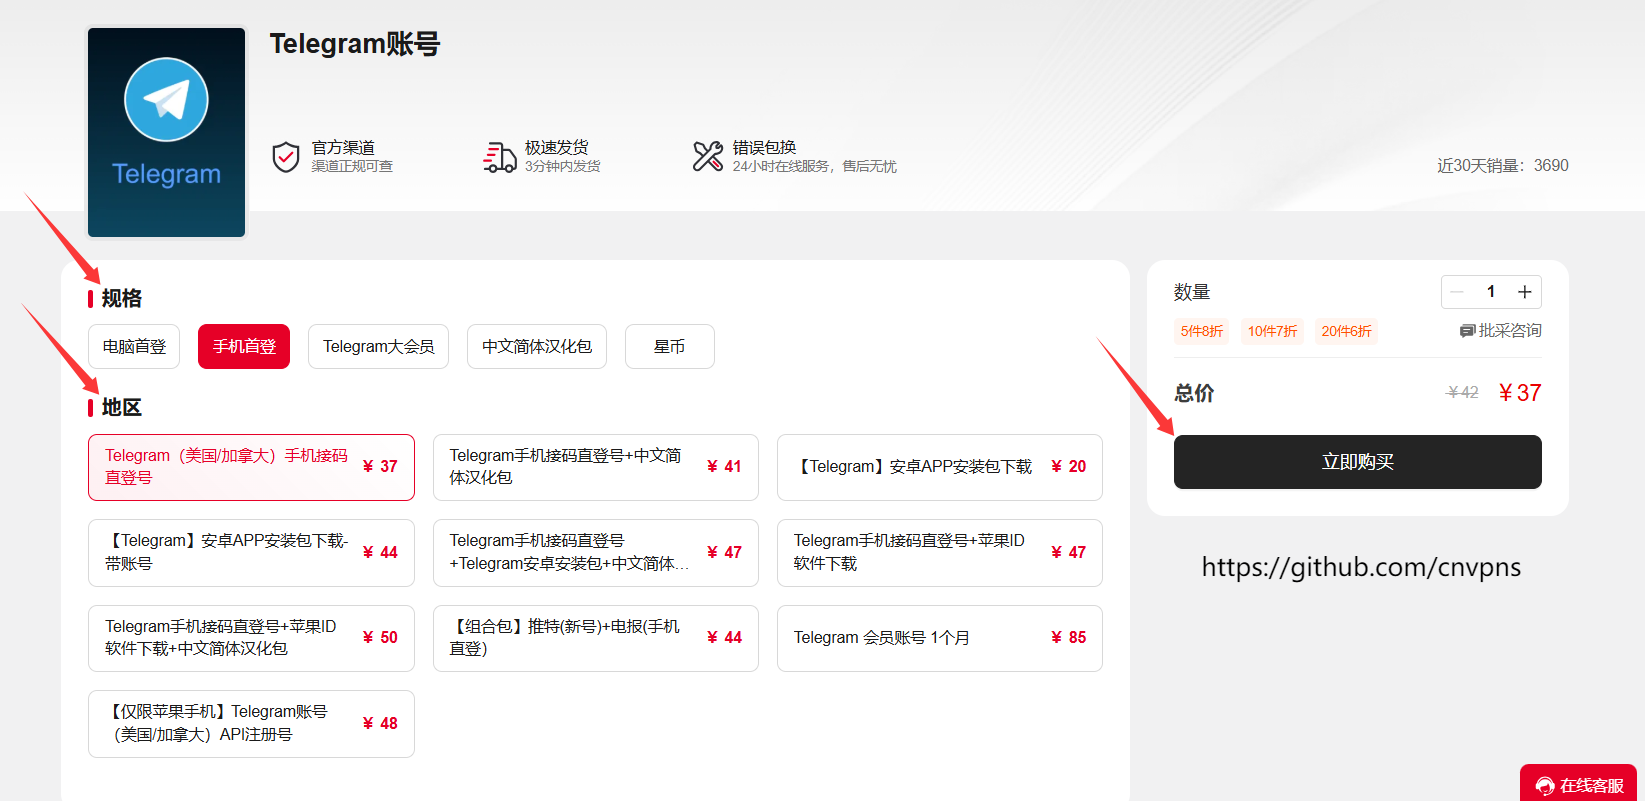 Telegram账号
Telegram
官方渠道
渠道正规可查
极速发货
3分钟内发货
错误包换
24小时在线服务，售后无忧
近30天销量：3690
规格
电脑首登
手机首登
Telegram大会员
中文简体汉化包
星币
地区
Telegram（美国/加拿大）手机接码
直登号
¥ 37
Telegram手机接码直登号+中文简
体汉化包
¥ 41
【Telegram】安卓APP安装包下载
¥ 20
【Telegram】安卓APP安装包下载-
带账号
¥ 44
Telegram手机接码直登号
+Telegram安卓安装包+中文简体…
¥ 47
Telegram手机接码直登号+苹果ID
软件下载
¥ 47
Telegram手机接码直登号+苹果ID
软件下载+中文简体汉化包
¥ 50
【组合包】推特(新号)+电报(手机
直登）
¥ 44
Telegram 会员账号 1个月
¥ 85
【仅限苹果手机】Telegram账号
（美国/加拿大）API注册号
¥ 48
数量
1
5件8折
10件7折
20件6折
批采咨询
总价
¥42
¥37
立即购买
https://github.com/cnvpns
在线客服